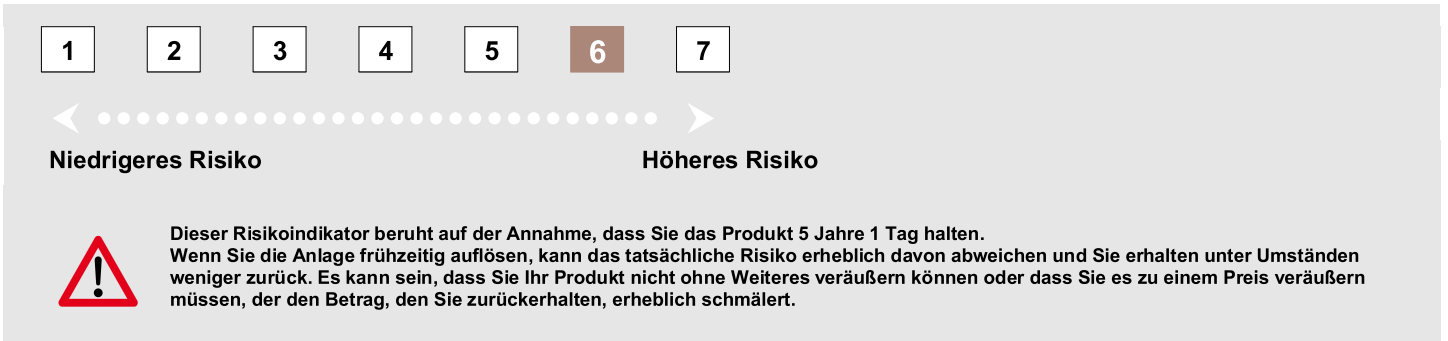 1 2 3 4 5 6 7
Niedrigeres Risiko Höheres Risiko
Dieser Risikoindikator beruht auf der Annahme, dass Sie das Produkt 5 Jahre 1 Tag halten.
Wenn Sie die Anlage frühzeitig auflösen, kann das tatsächliche Risiko erheblich davon abweichen und Sie erhalten unter Umständen
weniger zurück. Es kann sein, dass Sie Ihr Produkt nicht ohne Weiteres veräußern können oder dass Sie es zu einem Preis veräußern
müssen, der den Betrag, den Sie zurückerhalten, erheblich schmälert.